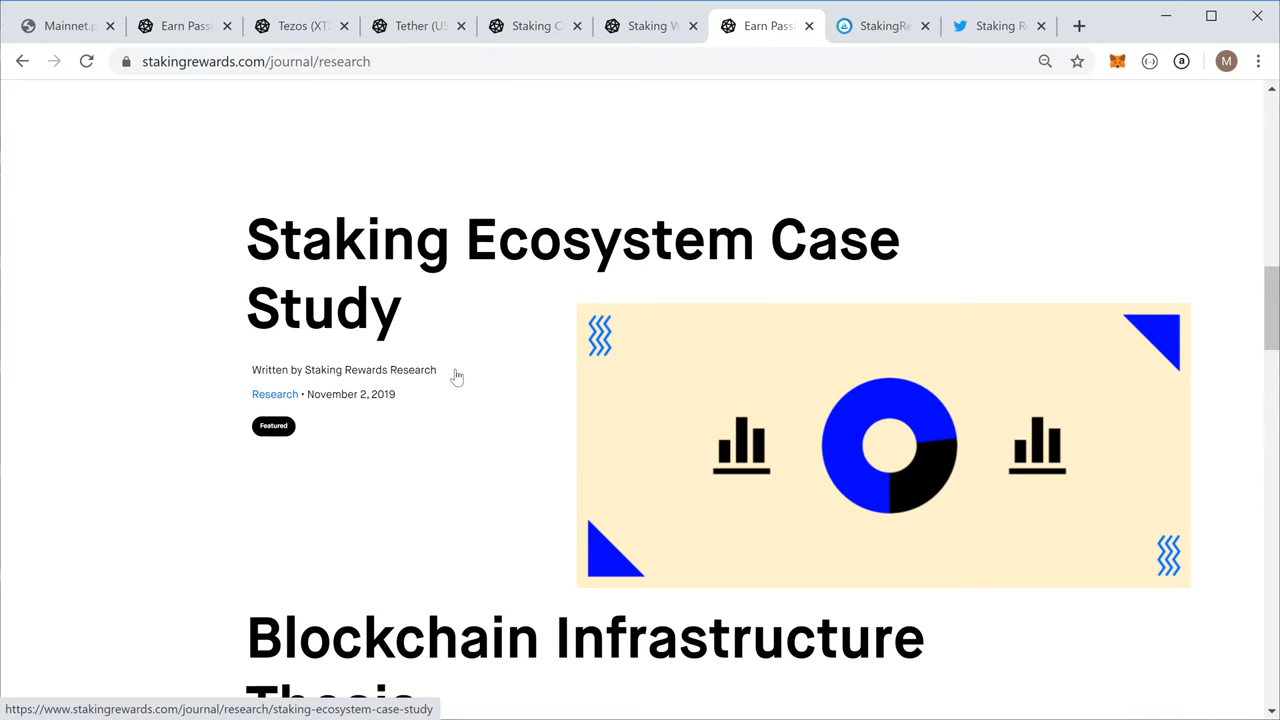 Mainnet.p
Earn Passi
Tezos (XTZ
Tether (US
Staking C
Staking W
Earn Passi
StakingRe
Staking R
stakingrewards.com/journal/research
M
Staking Ecosystem Case
Study
Written by Staking Rewards Research
Research • November 2, 2019
Featured
Blockchain Infrastructure
Thesis
https://www.stakingrewards.com/journal/research/staking-ecosystem-case-study